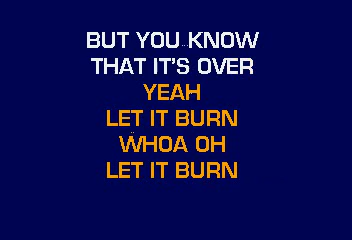 BUT YOU KNOW
THAT IT'S OVER
YEAH
LET IT BURN
WHOA OH
LET IT BURN